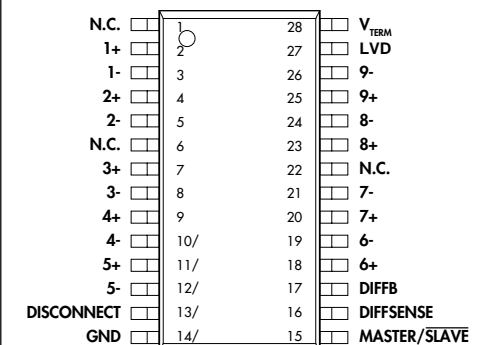 N.C. 1 28 VTERM
1+ 2 27 LVD
1- 3 26 9-
2+ 4 25 9+
2- 5 24 8-
N.C. 6 23 8+
3+ 7 22 N.C.
3- 8 21 7-
4+ 9 20 7+
4- 10/ 19 6-
5+ 11/ 18 6+
5- 12/ 17 DIFFB
DISCONNECT 13/ 16 DIFFSENSE
GND 14/ 15 MASTER/SLAVE